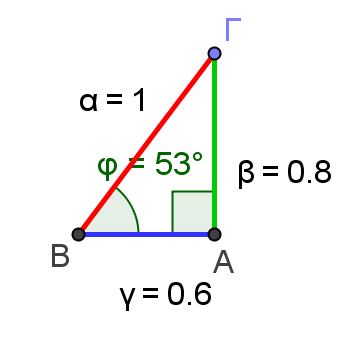 Γ
α = 1
φ = 53°
β = 0.8
B
A
γ = 0.6